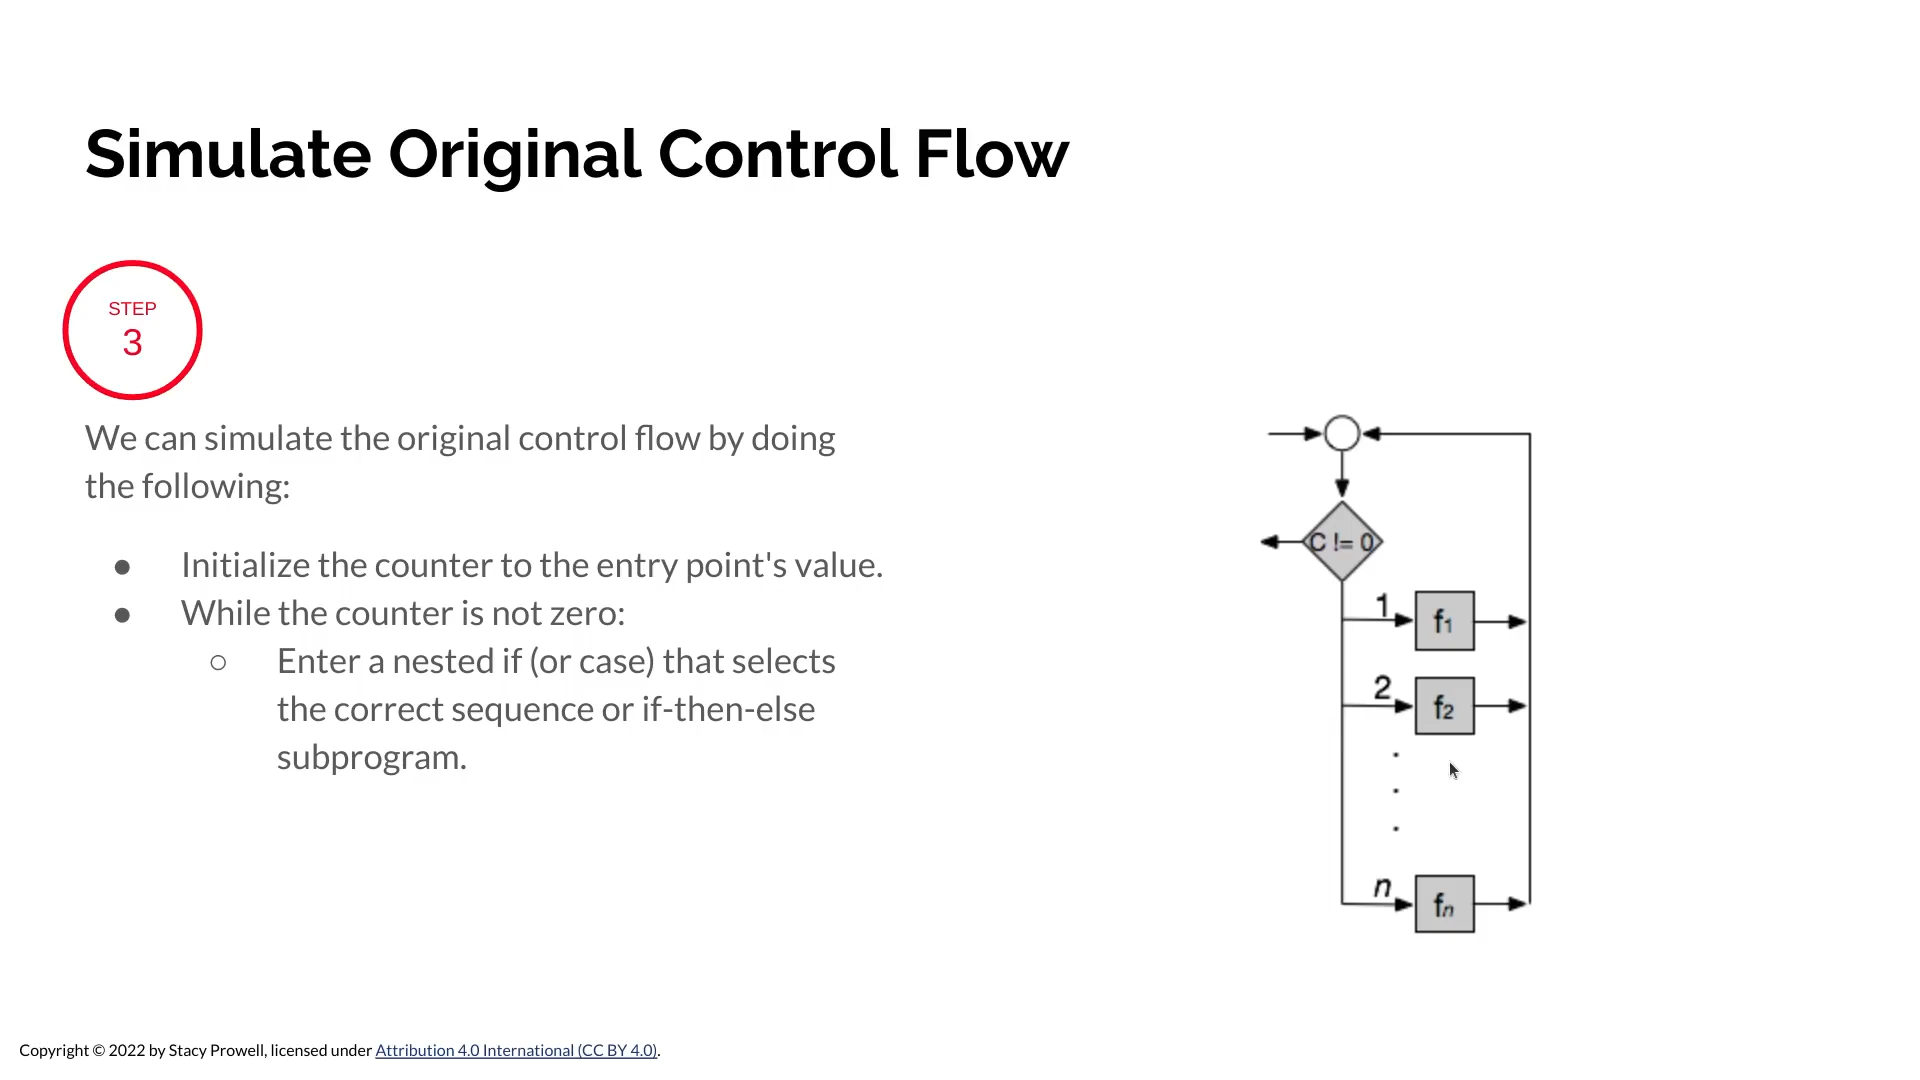 Simulate Original Control Flow
STEP
3
We can simulate the original control flow by doing
the following:
● Initialize the counter to the entry point's value.
● While the counter is not zero:
○ Enter a nested if (or case) that selects
the correct sequence or if-then-else
subprogram.
C != 0
1
f1
2
f2
.
.
.
n
fn
Copyright © 2022 by Stacy Prowell, licensed under Attribution 4.0 International (CC BY 4.0).